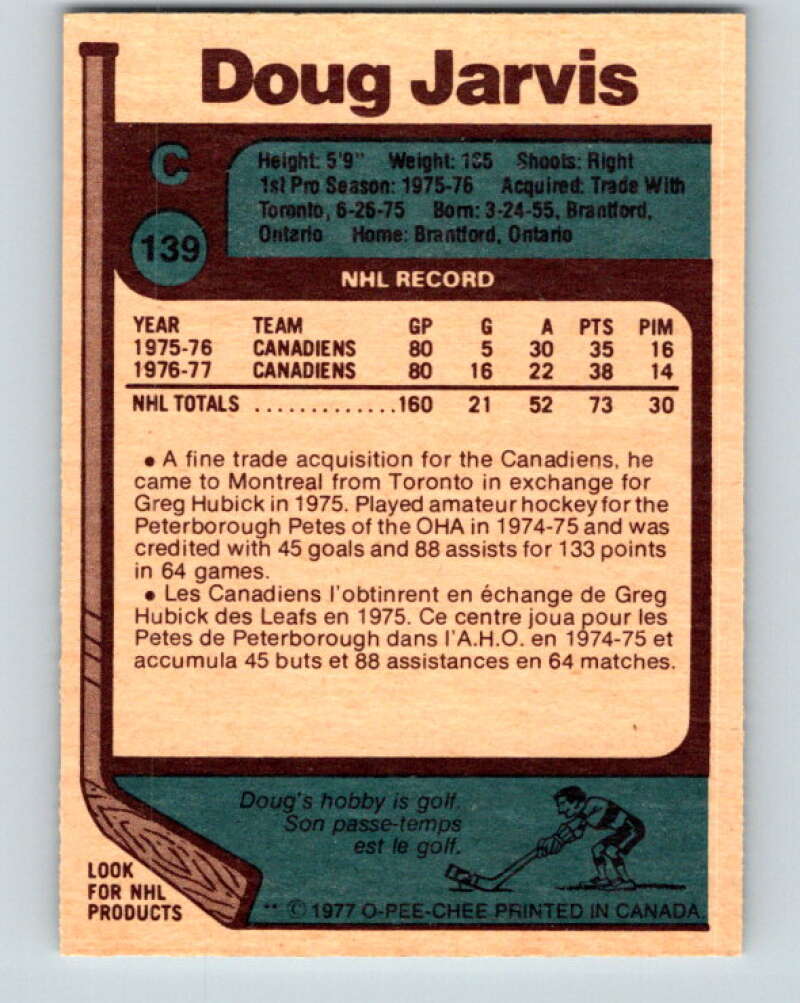 Doug Jarvis
C
139
Height: 5'9" Weight: 165 Shoots: Right
1st Pro Season: 1975-76 Acquired: Trade With
Toronto, 6-26-75 Born: 3-24-55, Brantford,
Ontario Home: Brantford, Ontario
NHL RECORD
YEAR TEAM GP G A PTS PIM
1975-76 CANADIENS 80 5 30 35 16
1976-77 CANADIENS 80 16 22 38 14
NHL TOTALS .............160 21 52 73 30
• A fine trade acquisition for the Canadiens, he
came to Montreal from Toronto in exchange for
Greg Hubick in 1975. Played amateur hockey for the
Peterborough Petes of the OHA in 1974-75 and was
credited with 45 goals and 88 assists for 133 points
in 64 games.
• Les Canadiens l'obtinrent en échange de Greg
Hubick des Leafs en 1975. Ce centre joua pour les
Petes de Peterborough dans l'A.H.O. en 1974-75 et
accumula 45 buts et 88 assistances en 64 matches.
Doug's hobby is golf.
Son passe-temps
est le golf.
LOOK
FOR NHL
PRODUCTS
** © 1977 O-PEE-CHEE PRINTED IN CANADA.